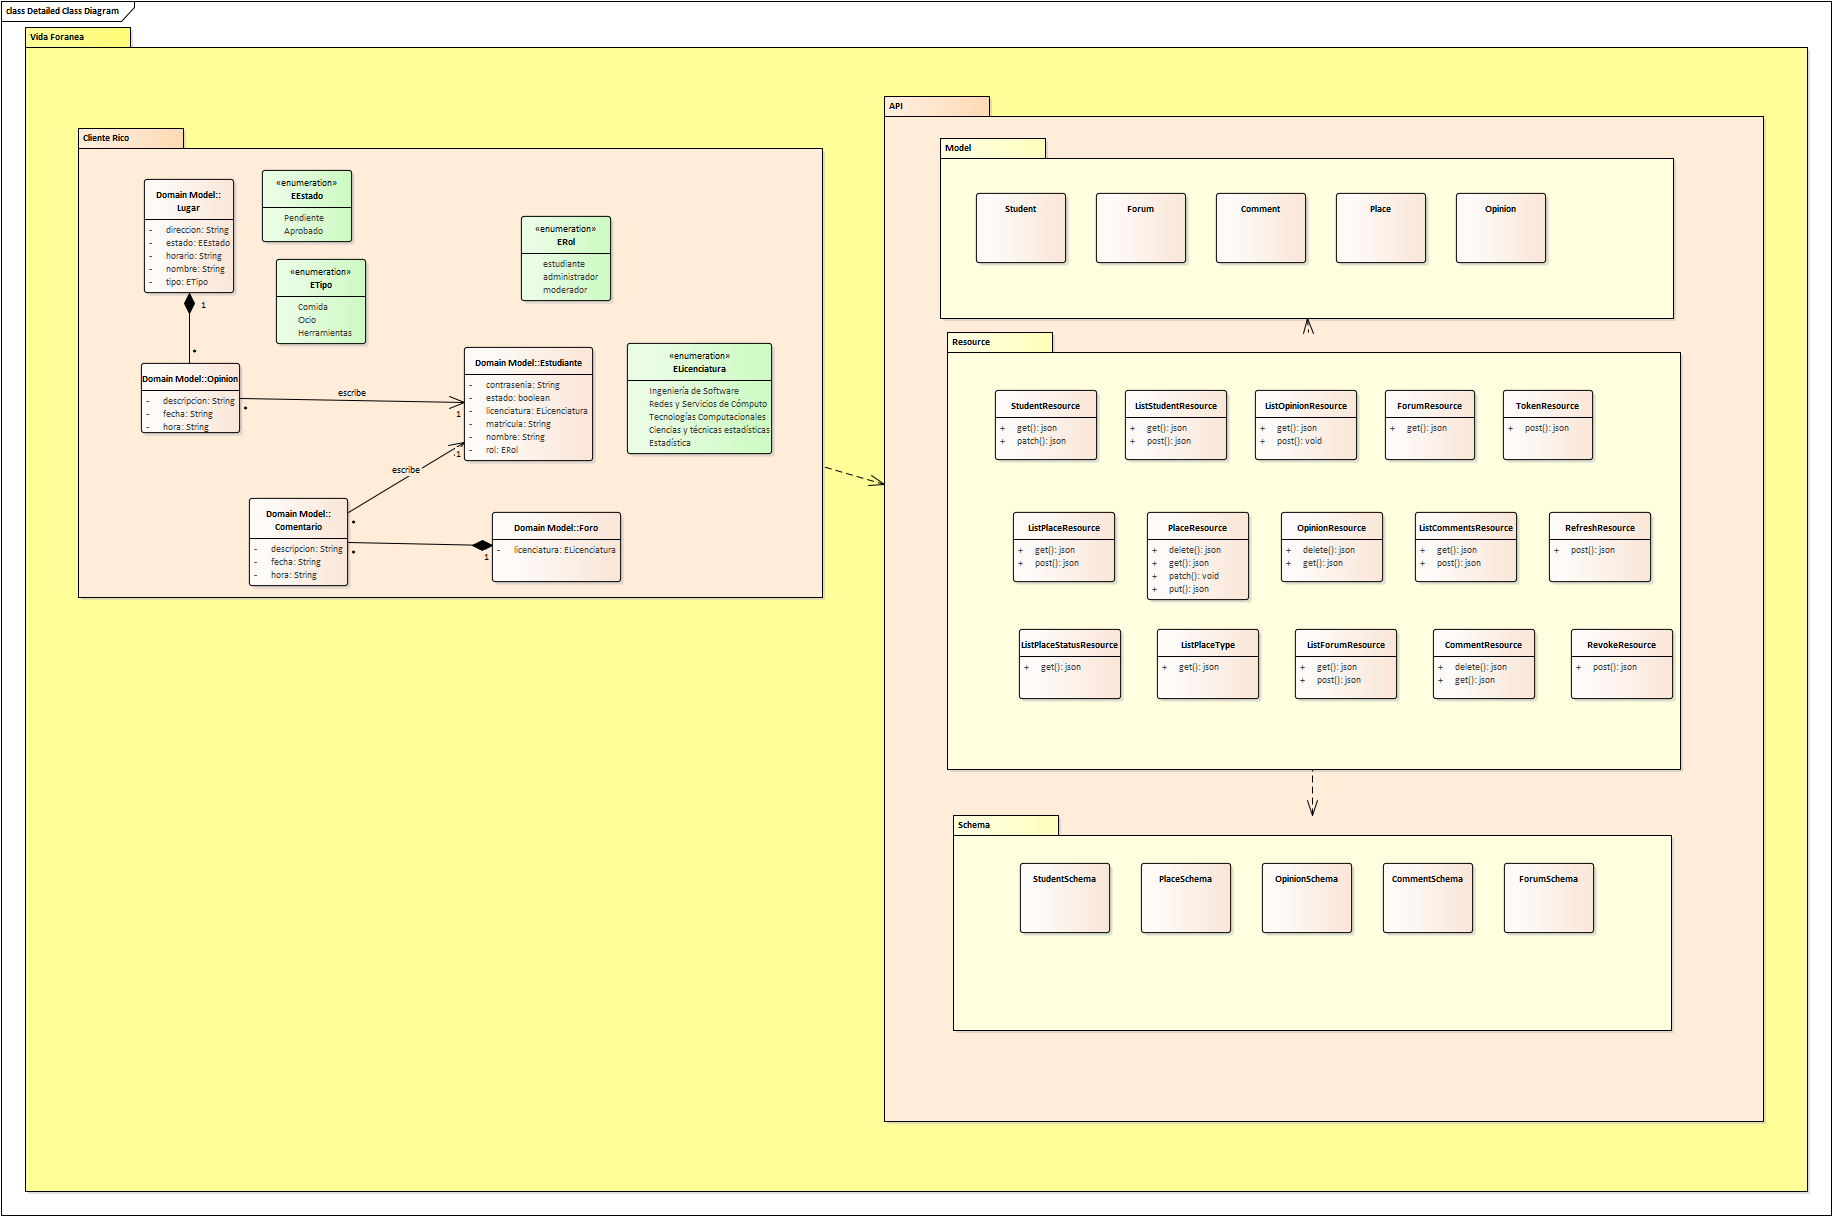 class Detailed Class Diagram
Vida Foranea
Cliente Rico
Domain Model::
Lugar
- direccion: String
- estado: EEstado
- horario: String
- nombre: String
- tipo: ETipo
«enumeration»
EEstado
Pendiente
Aprobado
«enumeration»
ETipo
Comida
Ocio
Herramientas
«enumeration»
ERol
estudiante
administrador
moderador
1
*
Domain Model::Opinion
- descripcion: String
- fecha: String
- hora: String
*
escribe
1
Domain Model::Estudiante
- contrasenia: String
- estado: boolean
- licenciatura: ELicenciatura
- matricula: String
- nombre: String
- rol: ERol
«enumeration»
ELicenciatura
Ingeniería de Software
Redes y Servicios de Cómputo
Tecnologías Computacionales
Ciencias y técnicas estadísticas
Estadística
1
escribe
*
Domain Model::
Comentario
- descripcion: String
- fecha: String
- hora: String
*
1
Domain Model::Foro
- licenciatura: ELicenciatura
API
Model
Student
Forum
Comment
Place
Opinion
Resource
StudentResource
+ get(): json
+ patch(): json
ListStudentResource
+ get(): json
+ post(): json
ListOpinionResource
+ get(): json
+ post(): void
ForumResource
+ get(): json
TokenResource
+ post(): json
ListPlaceResource
+ get(): json
+ post(): json
PlaceResource
+ delete(): json
+ get(): json
+ patch(): void
+ put(): json
OpinionResource
+ delete(): json
+ get(): json
ListCommentsResource
+ get(): json
+ post(): json
RefreshResource
+ post(): json
ListPlaceStatusResource
+ get(): json
ListPlaceType
+ get(): json
ListForumResource
+ get(): json
+ post(): json
CommentResource
+ delete(): json
+ get(): json
RevokeResource
+ post(): json
Schema
StudentSchema
PlaceSchema
OpinionSchema
CommentSchema
ForumSchema